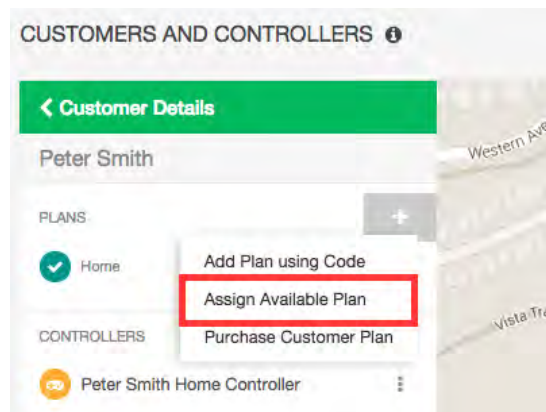 CUSTOMERS AND CONTROLLERS
Customer Details
Peter Smith
PLANS
Home
Add Plan using Code
Assign Available Plan
Purchase Customer Plan
CONTROLLERS
Peter Smith Home Controller
Western Ave
Vista